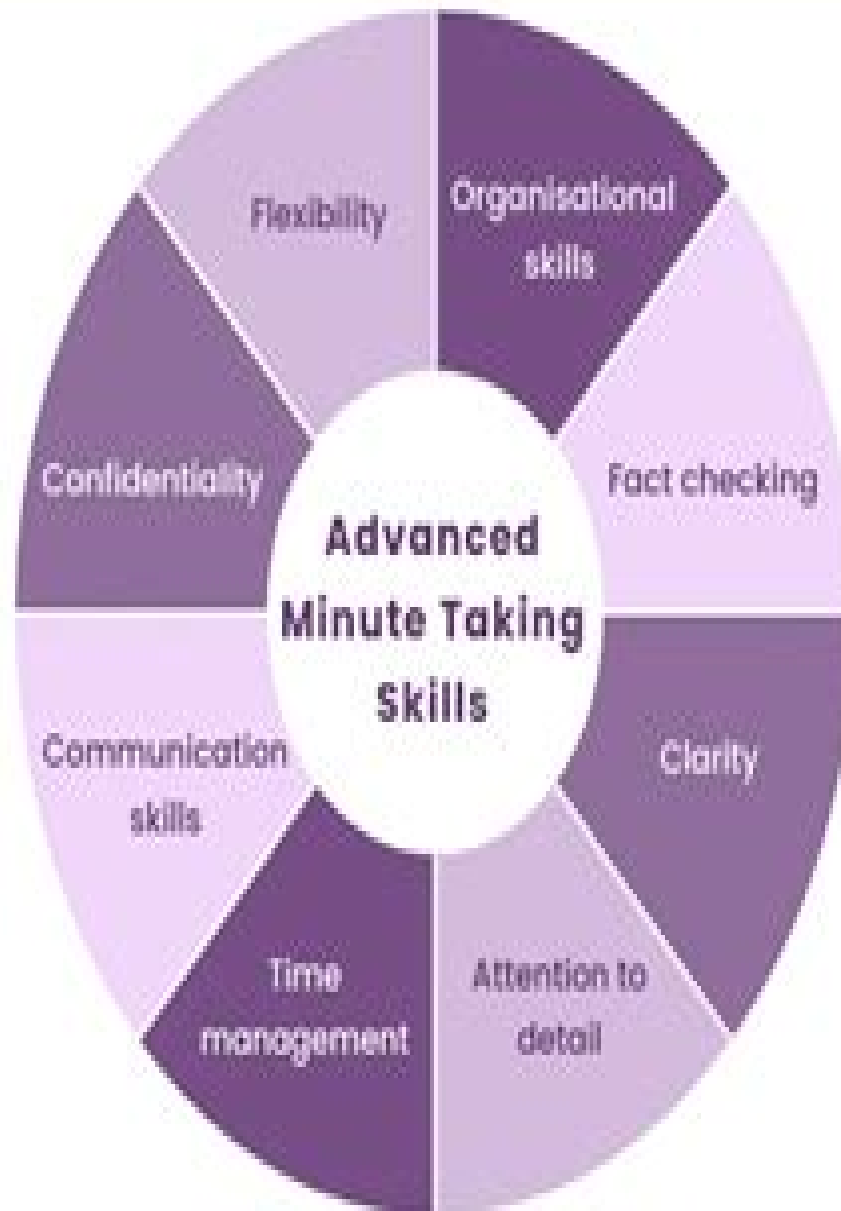 Advanced
Minute Taking
Skills
Organisational
skills
Fact checking
Clarity
Attention to
detail
Time
management
Communication
skills
Confidentiality
Flexibility